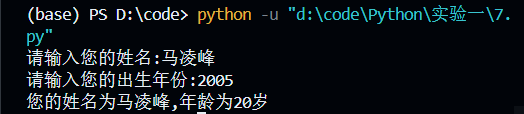 (base) PS D:\code> python -u "d:\code\Python\实验一\7.
py"
请输入您的姓名:马凌峰
请输入您的出生年份:2005
您的姓名为马凌峰,年龄为20岁